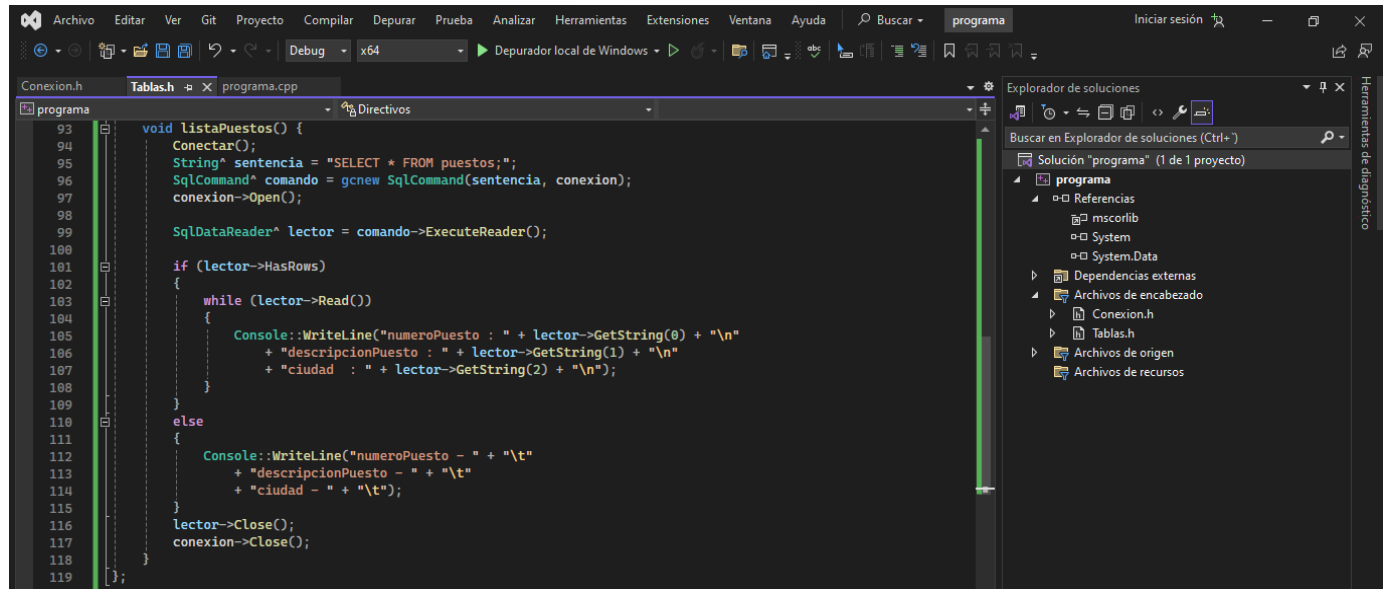 Archivo Editar Ver Git Proyecto Compilar Depurar Prueba Analizar Herramientas Extensiones Ventana Ayuda Buscar programa Iniciar sesión
Debug x64 Depurador local de Windows abc
Conexion.h Tablas.h programa.cpp
programa Directivos
93 void listaPuestos() {
94 Conectar();
95 String^ sentencia = "SELECT * FROM puestos;";
96 SqlCommand^ comando = gcnew SqlCommand(sentencia, conexion);
97 conexion->Open();
98
99 SqlDataReader^ lector = comando->ExecuteReader();
100
101 if (lector->HasRows)
102 {
103 while (lector->Read())
104 {
105 Console::WriteLine("numeroPuesto : " + lector->GetString(0) + "\n"
106 + "descripcionPuesto : " + lector->GetString(1) + "\n"
107 + "ciudad  : " + lector->GetString(2) + "\n");
108 }
109 }
110 else
111 {
112 Console::WriteLine("numeroPuesto - " + "\t"
113 + "descripcionPuesto - " + "\t"
114 + "ciudad - " + "\t");
115 }
116 lector->Close();
117 conexion->Close();
118 }
119 };
Explorador de soluciones
Buscar en Explorador de soluciones (Ctrl+¨)
Solución "programa" (1 de 1 proyecto)
programa
Referencias
mscorlib
System
System.Data
Dependencias externas
Archivos de encabezado
Conexion.h
Tablas.h
Archivos de origen
Archivos de recursos
Herramientas de diagnóstico